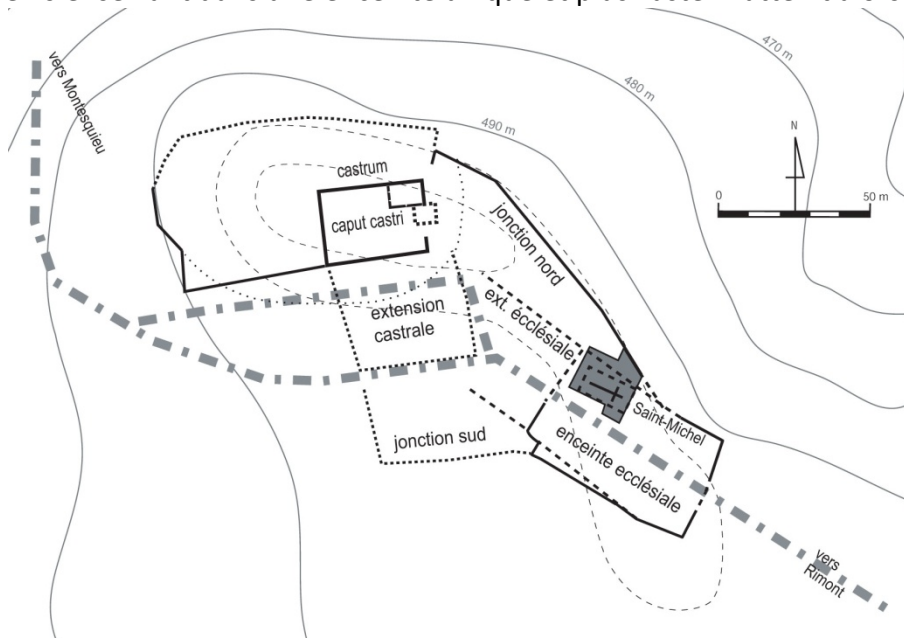 vers Montesquieu
470 m
480 m
490 m
N
0
50 m
castrum
caput castri
jonction nord
extension
castrale
ext. écclésiale
Saint-Michel
jonction sud
enceinte ecclésiale
vers
Rimont